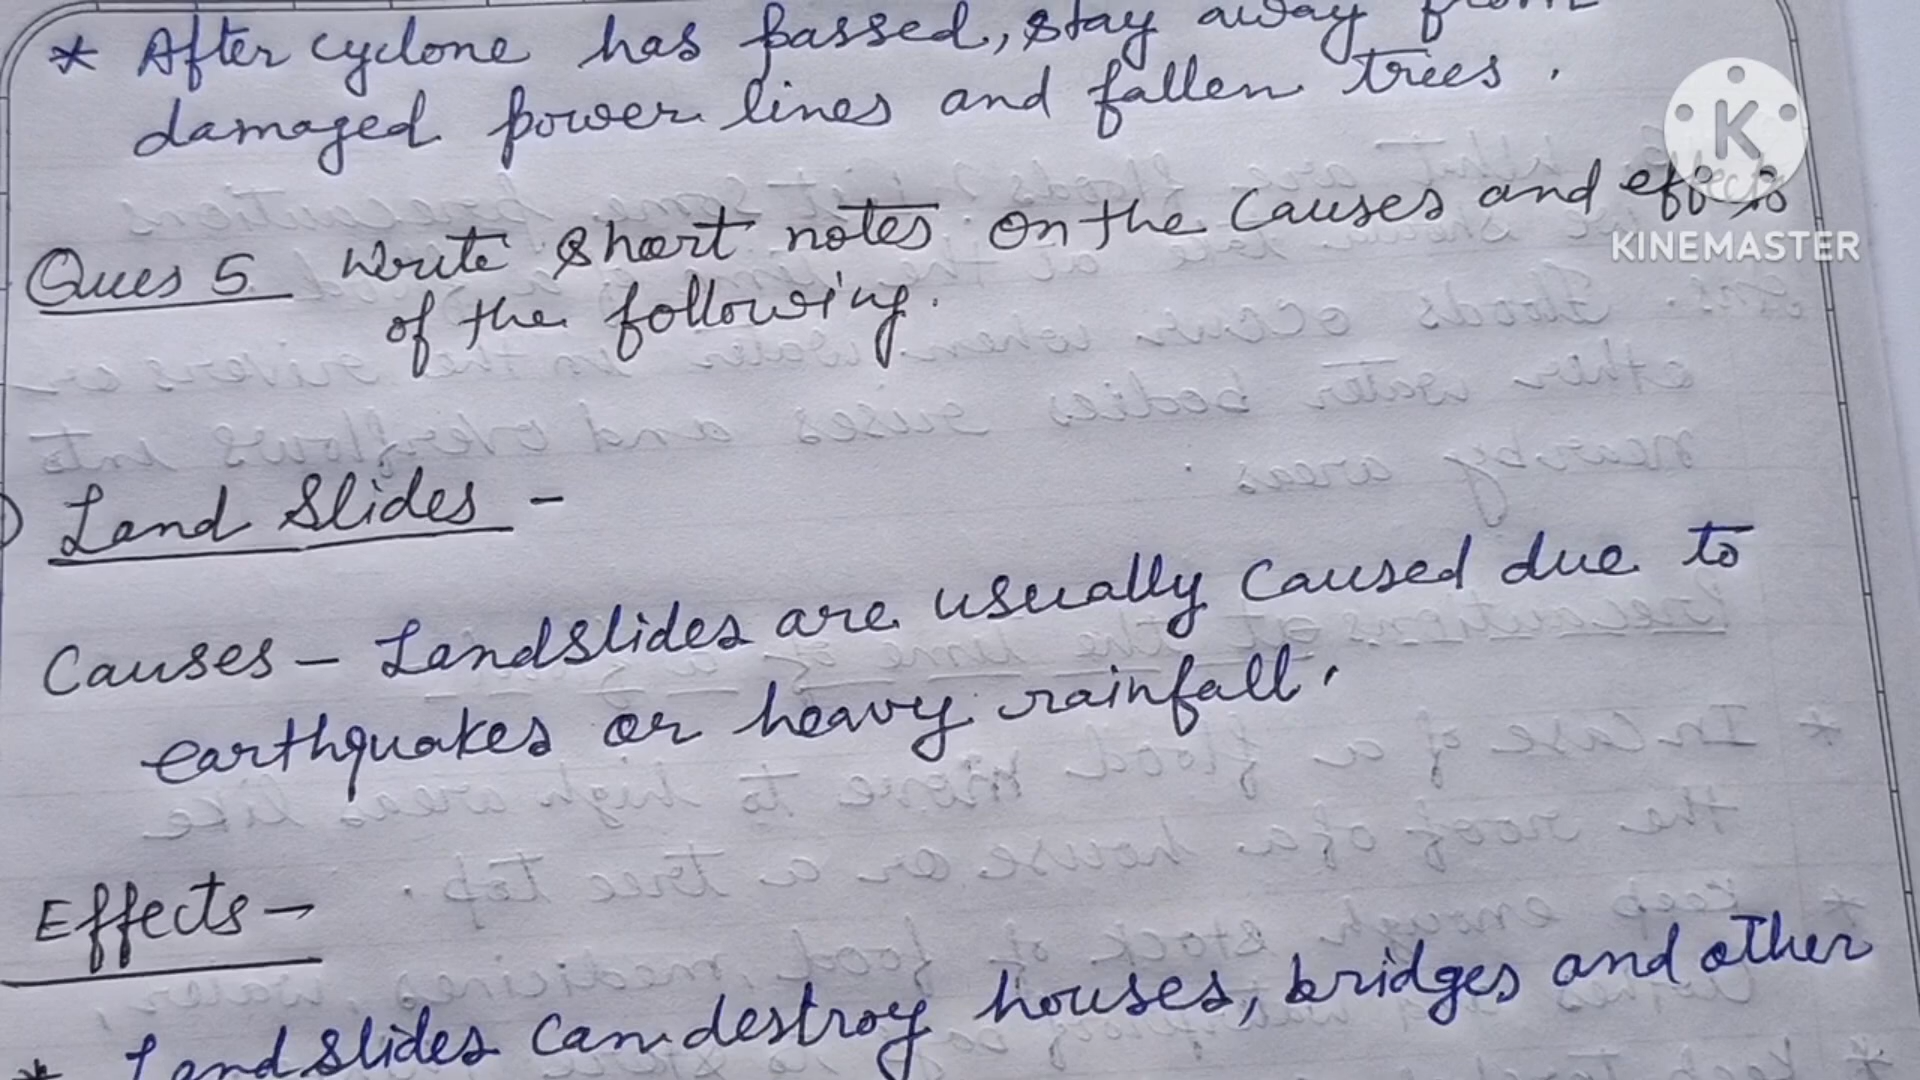 * After cyclone has passed, stay away from
damaged power lines and fallen trees.
Ques 5 Write short notes on the causes and effects
of the following.
Land Slides -
Causes - Landslides are usually caused due to
earthquakes or heavy rainfall.
Effects -
* Landslides can destroy houses, bridges and other
K
KINEMASTER